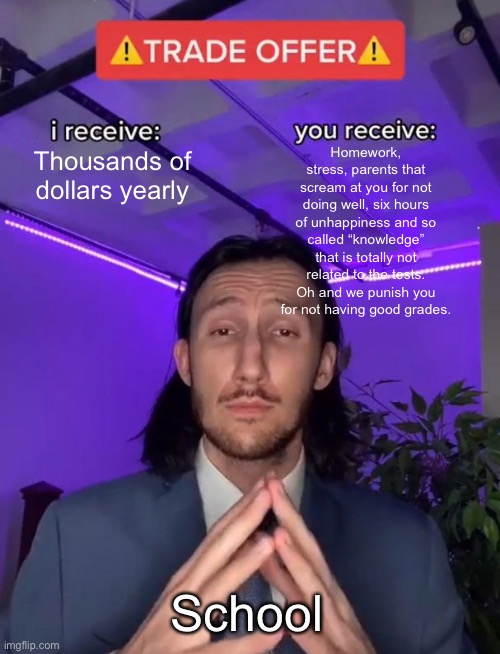 ⚠️TRADE OFFER⚠️
i receive:
Thousands of
dollars yearly
you receive:
Homework,
stress, parents that
scream at you for not
doing well, six hours
of unhappiness and so
called “knowledge”
that is totally not
related to the tests.
Oh and we punish you
for not having good grades.
School
imgflip.com